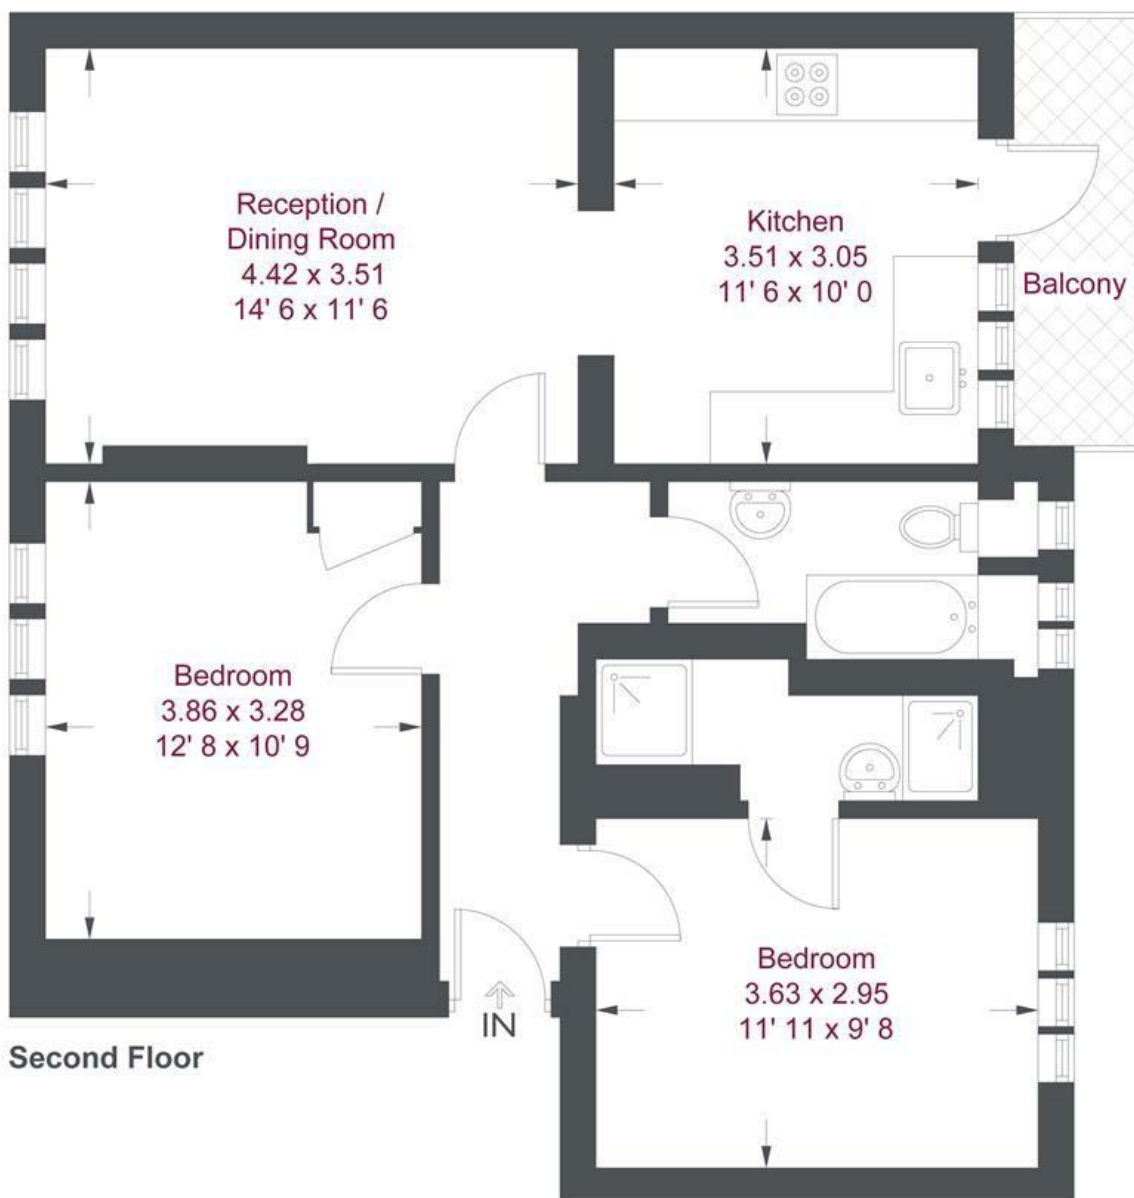 Reception /
Dining Room
4.42 x 3.51
14' 6 x 11' 6
Kitchen
3.51 x 3.05
11' 6 x 10' 0
Balcony
Bedroom
3.86 x 3.28
12' 8 x 10' 9
Bedroom
3.63 x 2.95
11' 11 x 9' 8
IN
Second Floor